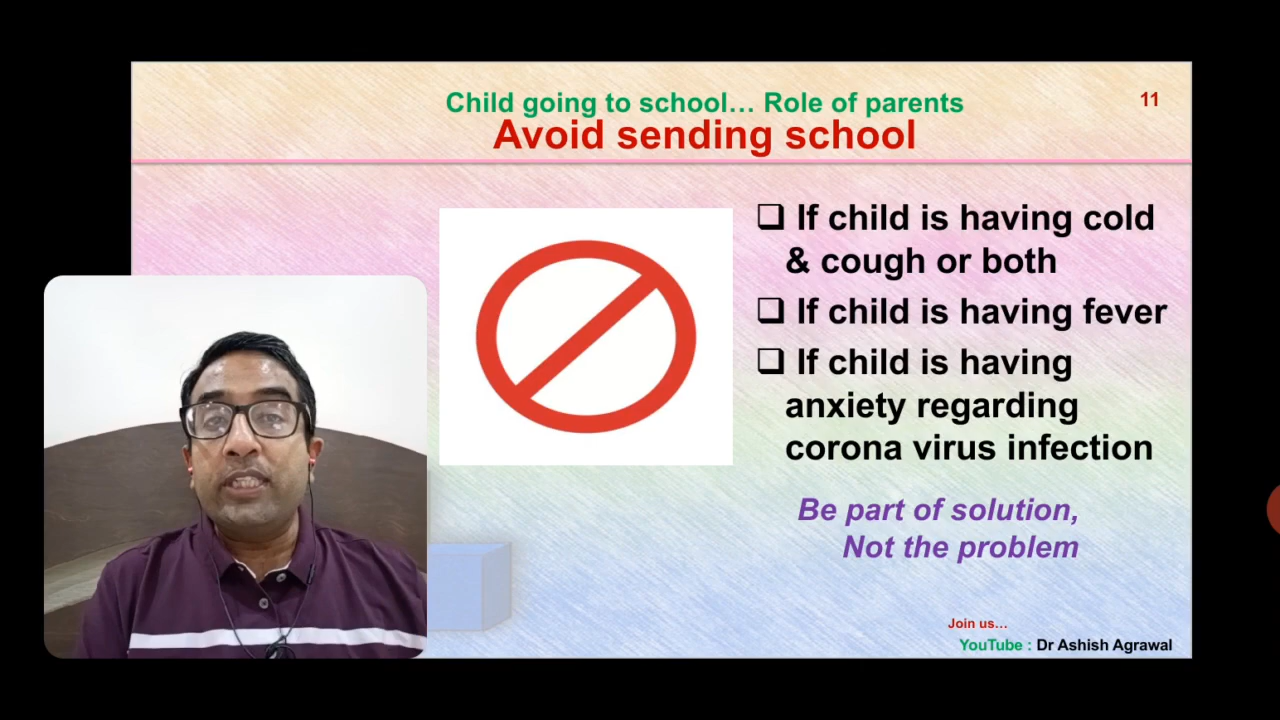 Child going to school… Role of parents
11
Avoid sending school
❑ If child is having cold
& cough or both
❑ If child is having fever
❑ If child is having
anxiety regarding
corona virus infection
Be part of solution,
Not the problem
Join us…
YouTube : Dr Ashish Agrawal